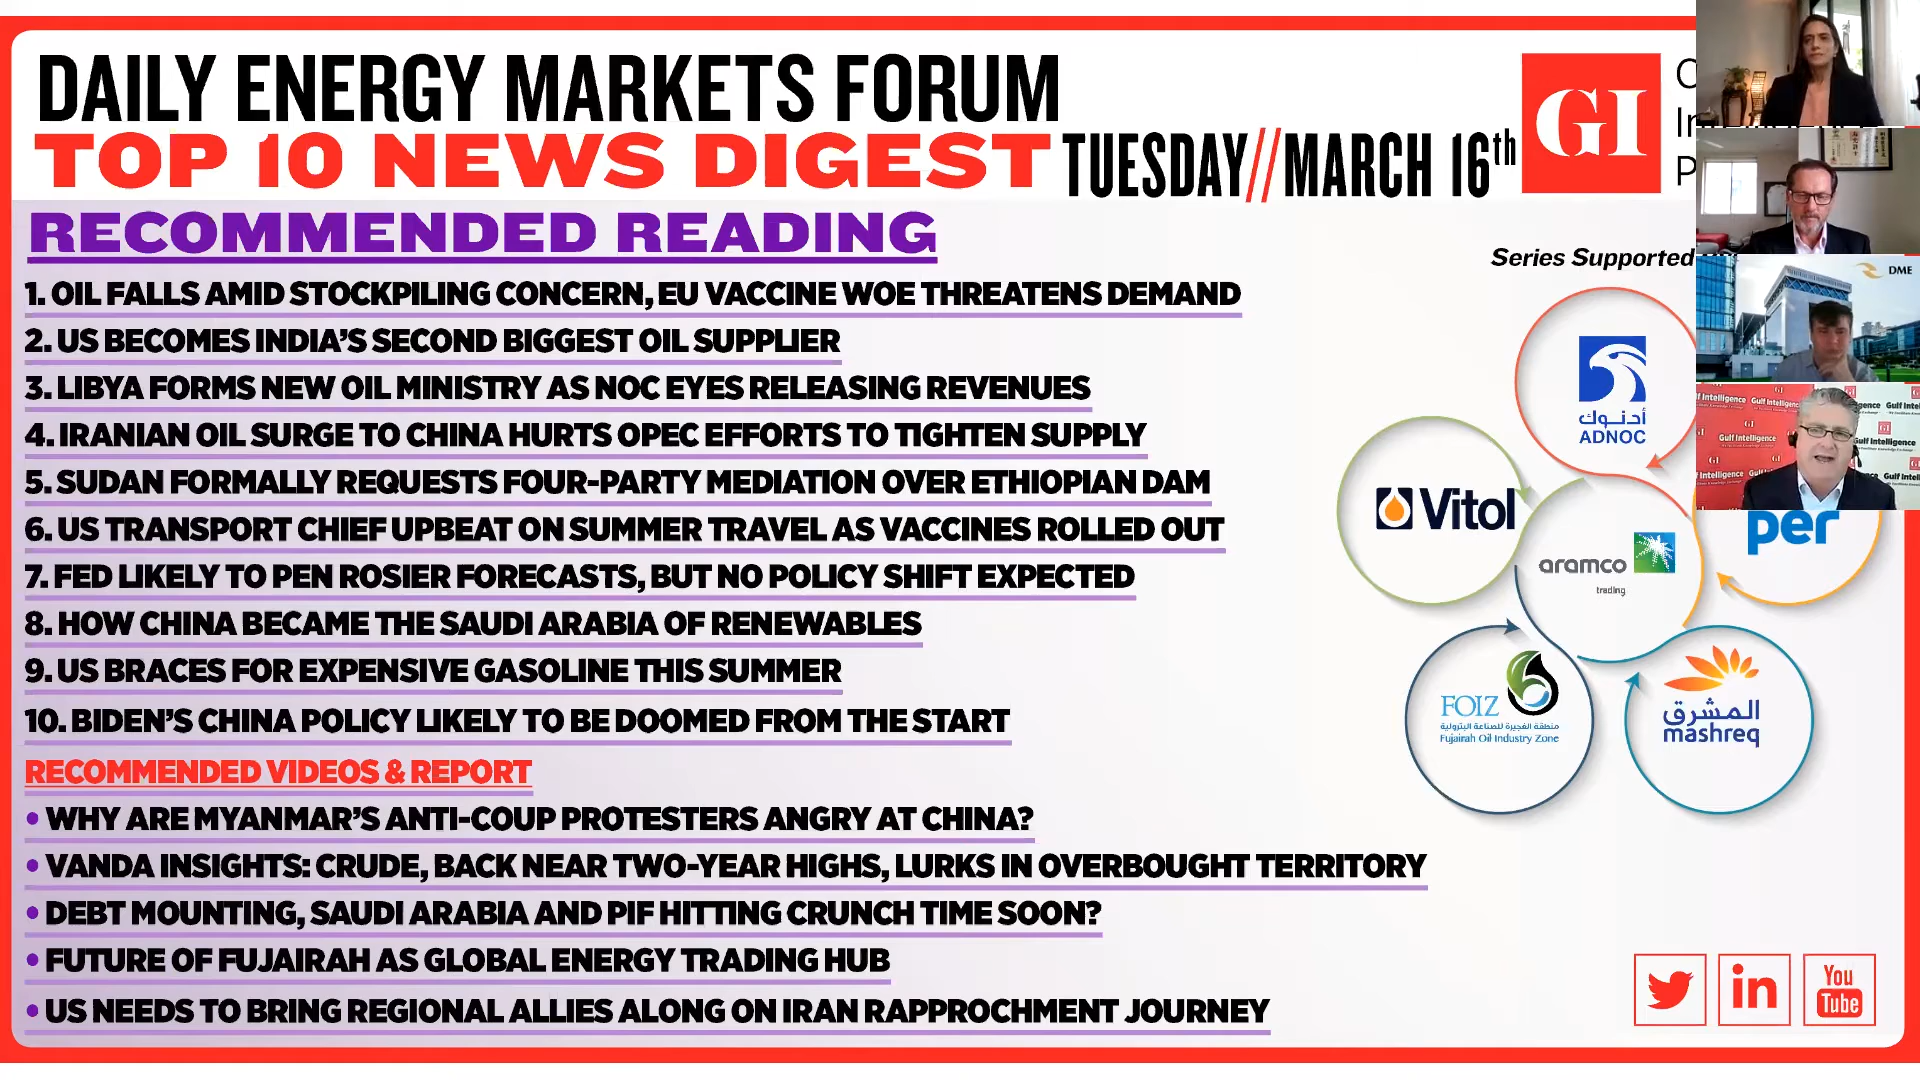 DAILY ENERGY MARKETS FORUM
TOP 10 NEWS DIGEST
TUESDAY//MARCH 16th
GI
RECOMMENDED READING
1. OIL FALLS AMID STOCKPILING CONCERN, EU VACCINE WOE THREATENS DEMAND
2. US BECOMES INDIA'S SECOND BIGGEST OIL SUPPLIER
3. LIBYA FORMS NEW OIL MINISTRY AS NOC EYES RELEASING REVENUES
4. IRANIAN OIL SURGE TO CHINA HURTS OPEC EFFORTS TO TIGHTEN SUPPLY
5. SUDAN FORMALLY REQUESTS FOUR-PARTY MEDIATION OVER ETHIOPIAN DAM
6. US TRANSPORT CHIEF UPBEAT ON SUMMER TRAVEL AS VACCINES ROLLED OUT
7. FED LIKELY TO PEN ROSIER FORECASTS, BUT NO POLICY SHIFT EXPECTED
8. HOW CHINA BECAME THE SAUDI ARABIA OF RENEWABLES
9. US BRACES FOR EXPENSIVE GASOLINE THIS SUMMER
10. BIDEN'S CHINA POLICY LIKELY TO BE DOOMED FROM THE START
RECOMMENDED VIDEOS & REPORT
• WHY ARE MYANMAR'S ANTI-COUP PROTESTERS ANGRY AT CHINA?
• VANDA INSIGHTS: CRUDE, BACK NEAR TWO-YEAR HIGHS, LURKS IN OVERBOUGHT TERRITORY
• DEBT MOUNTING, SAUDI ARABIA AND PIF HITTING CRUNCH TIME SOON?
• FUTURE OF FUJAIRAH AS GLOBAL ENERGY TRADING HUB
• US NEEDS TO BRING REGIONAL ALLIES ALONG ON IRAN RAPPROCHMENT JOURNEY
Series Supported
أدنوك
ADNOC
Vitol
aramco
trading
per
FOIZ
منطقة الفجيرة للصناعة البترولية
Fujairah Oil Industry Zone
المشرق
mashreq
DME
Gulf Intelligence
Gulf Intelligence
Gulf Intelligence
in
You
Tube